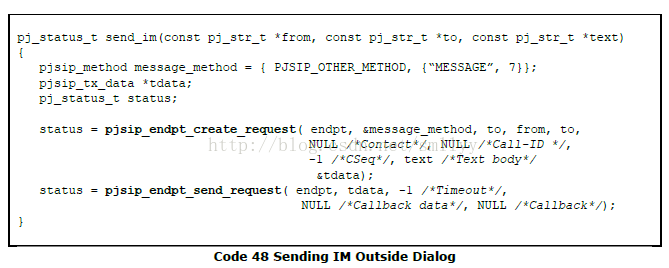 pj_status_t send_im(const pj_str_t *from, const pj_str_t *to, const pj_str_t *text)
{
pjsip_method message_method = { PJSIP_OTHER_METHOD, {“MESSAGE”, 7}};
pjsip_tx_data *tdata;
pj_status_t status;
status = pjsip_endpt_create_request( endpt, &message_method, to, from, to,
NULL /*Contact*/, NULL /*Call-ID */,
-1 /*CSeq*/, text /*Text body*/
&tdata);
status = pjsip_endpt_send_request( endpt, tdata, -1 /*Timeout*/,
NULL /*Callback data*/, NULL /*Callback*/);
}
Code 48 Sending IM Outside Dialog